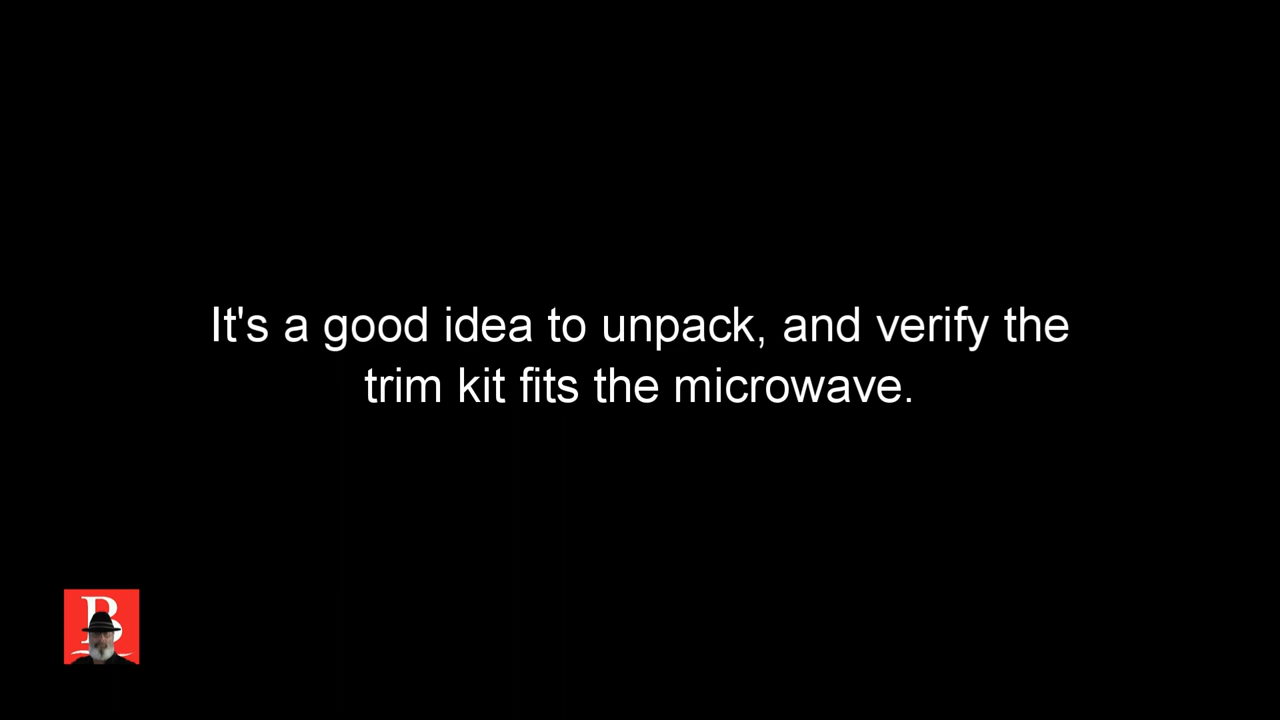 It's a good idea to unpack, and verify the
trim kit fits the microwave.
B